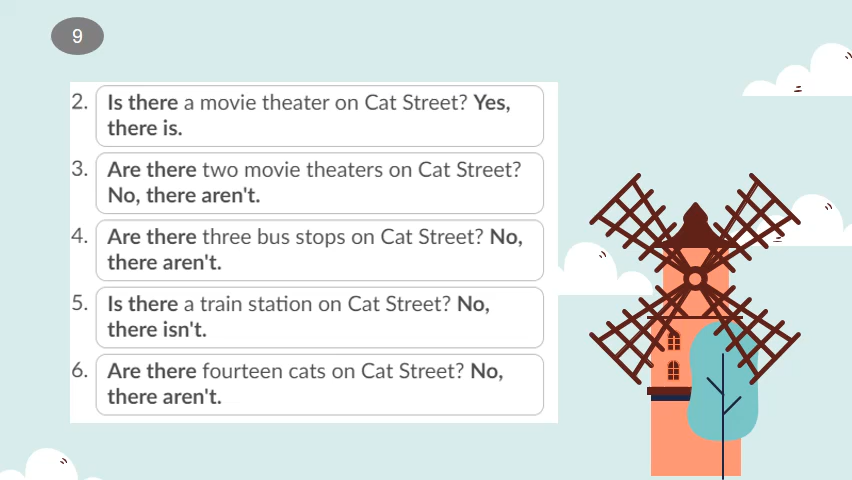 9
2. Is there a movie theater on Cat Street? Yes,
there is.
3. Are there two movie theaters on Cat Street?
No, there aren't.
4. Are there three bus stops on Cat Street? No,
there aren't.
5. Is there a train station on Cat Street? No,
there isn't.
6. Are there fourteen cats on Cat Street? No,
there aren't.